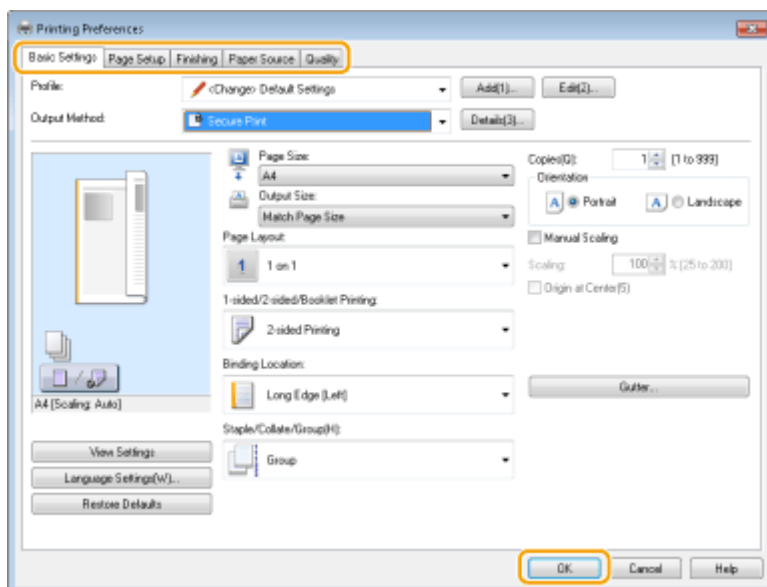 Printing Preferences
Basic Settings Page Setup Finishing Paper Source Quality
Profile: <Change> Default Settings Add(1)... Edit(2)...
Output Method: Secure Print Details(3)...
Page Size:
A4
Output Size:
Match Page Size
Page Layout:
1 1 on 1
1-sided/2-sided/Booklet Printing:
2-sided Printing
Binding Location:
Long Edge [Left]
Staple/Collate/Group(H):
Group
Copies(Q): 1 [1 to 999]
Orientation
A Portrait A Landscape
Manual Scaling
Scaling: 100 % [25 to 200]
Origin at Center(5)
Gutter...
A4 [Scaling: Auto]
View Settings
Language Settings(W)...
Restore Defaults
OK Cancel Help